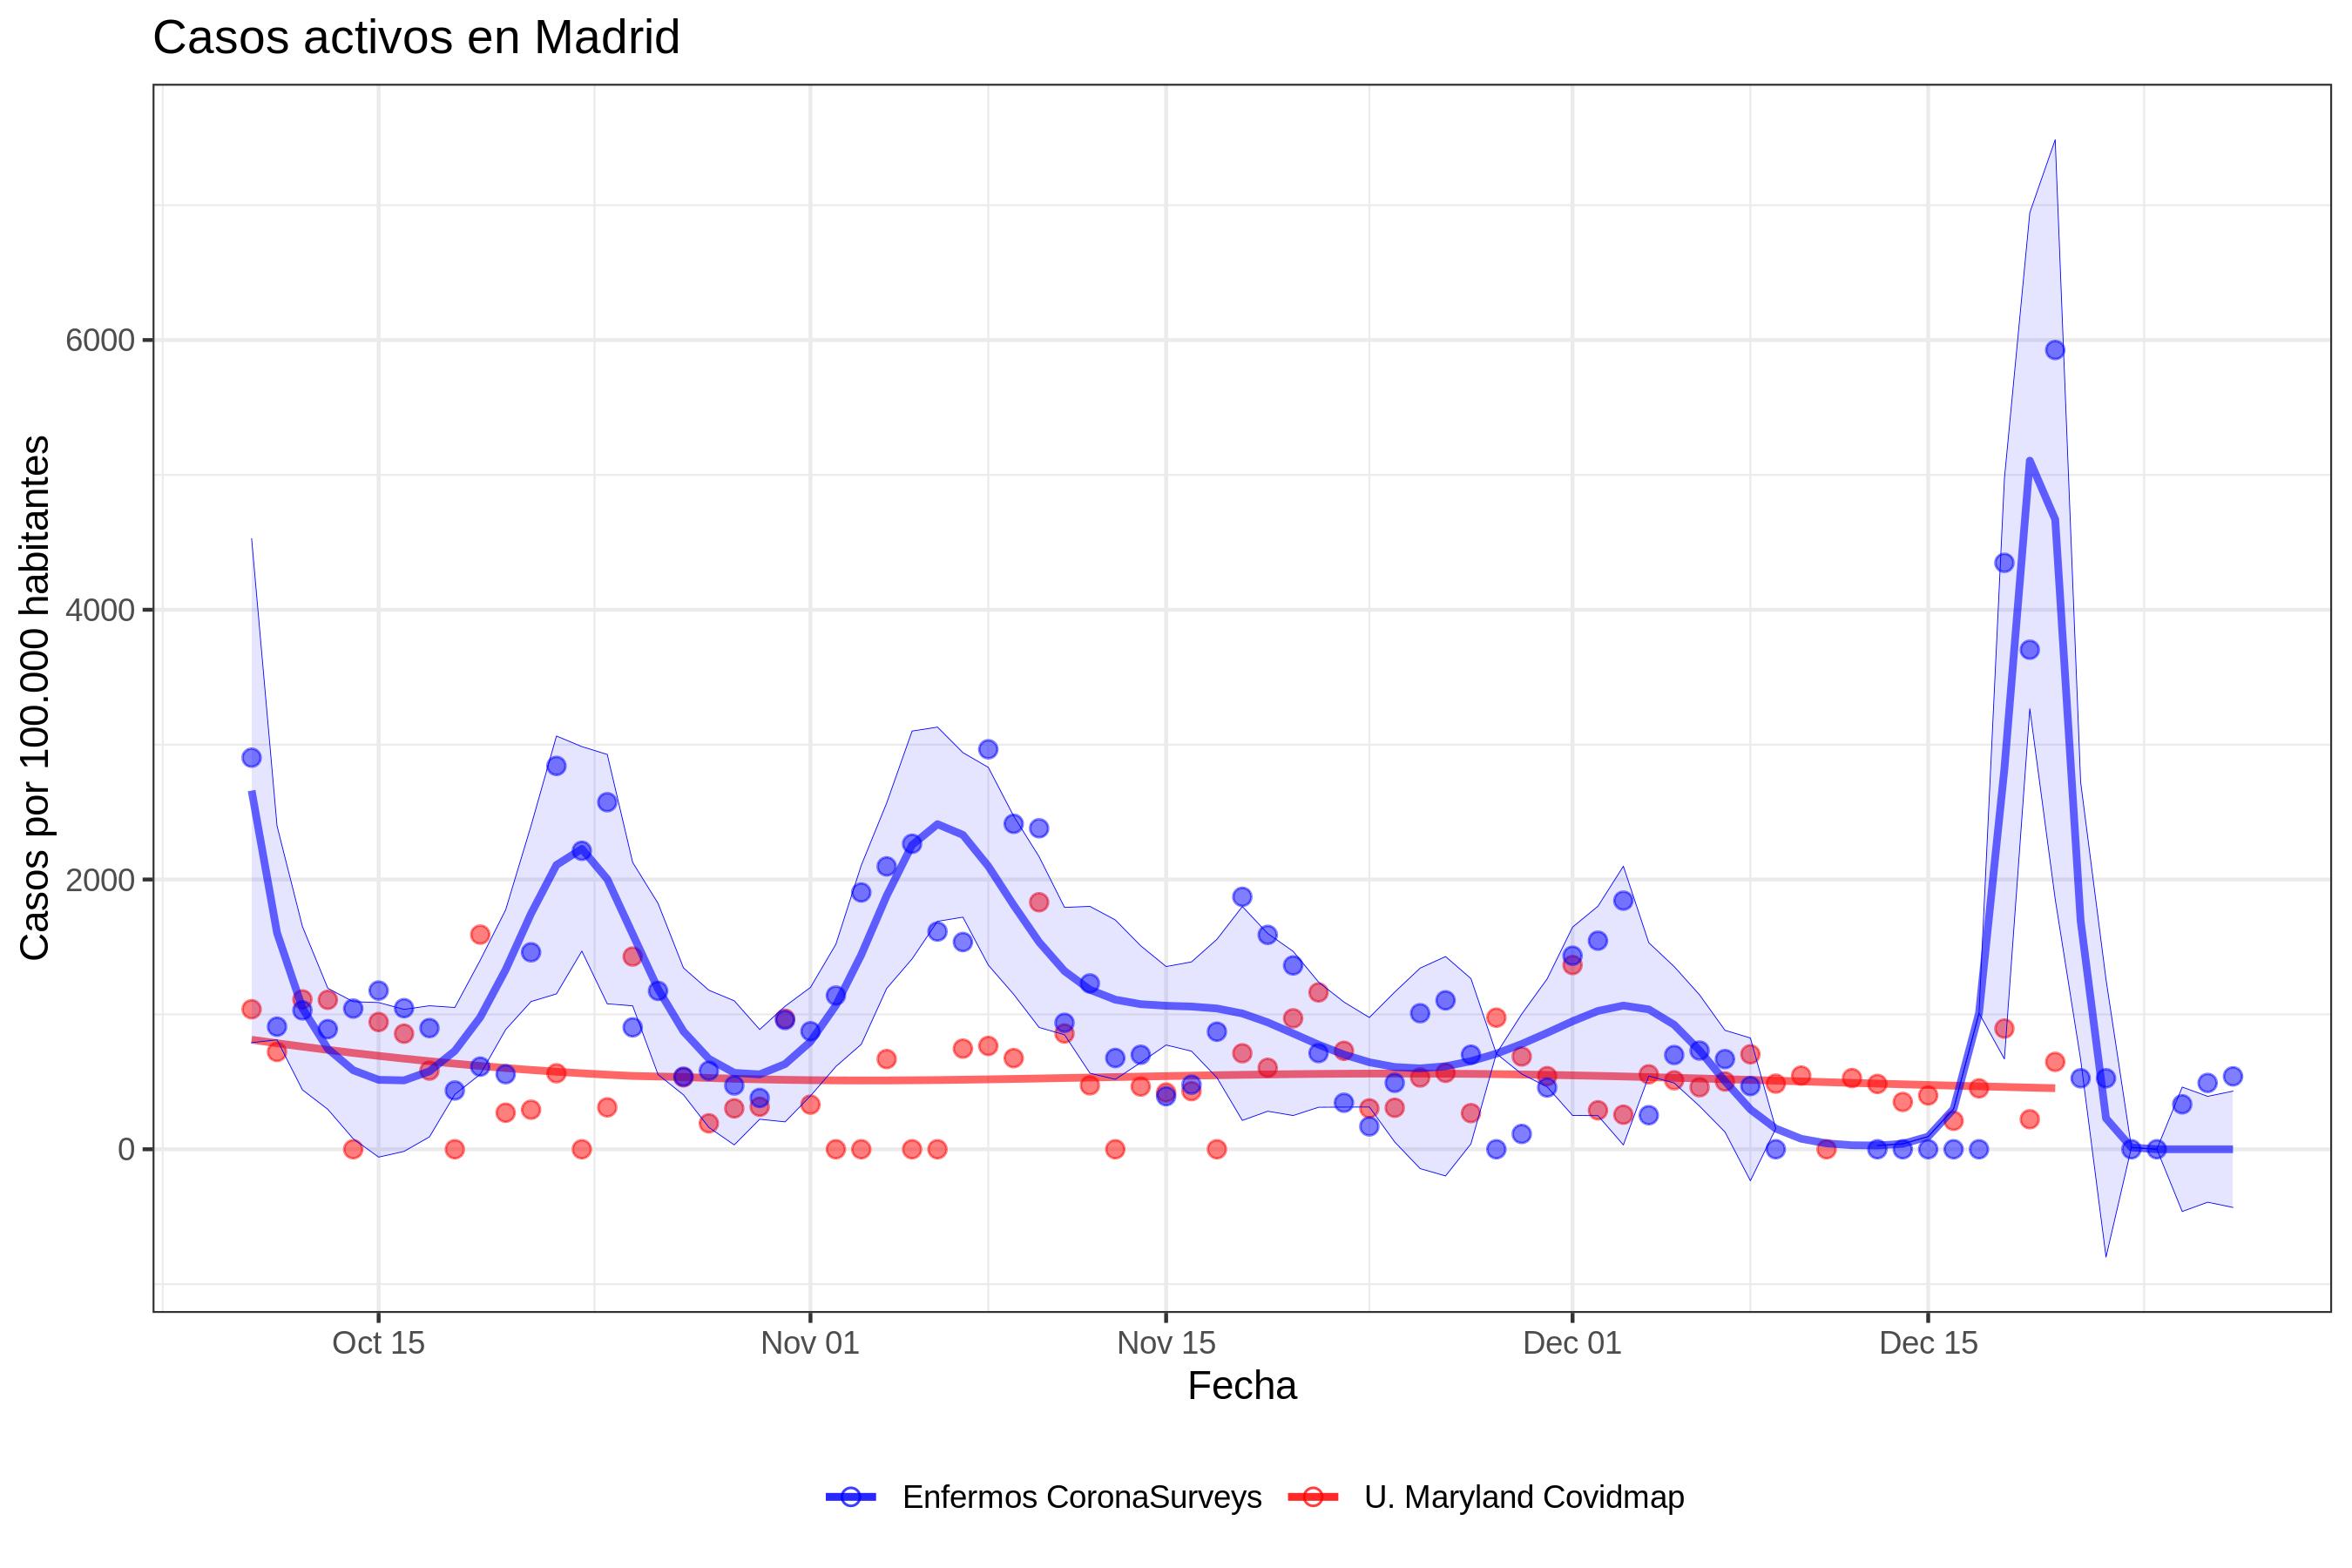 Casos activos en Madrid
Casos por 100.000 habitantes
6000
4000
2000
0
Oct 15
Nov 01
Nov 15
Dec 01
Dec 15
Fecha
Enfermos CoronaSurveys
U. Maryland Covidmap